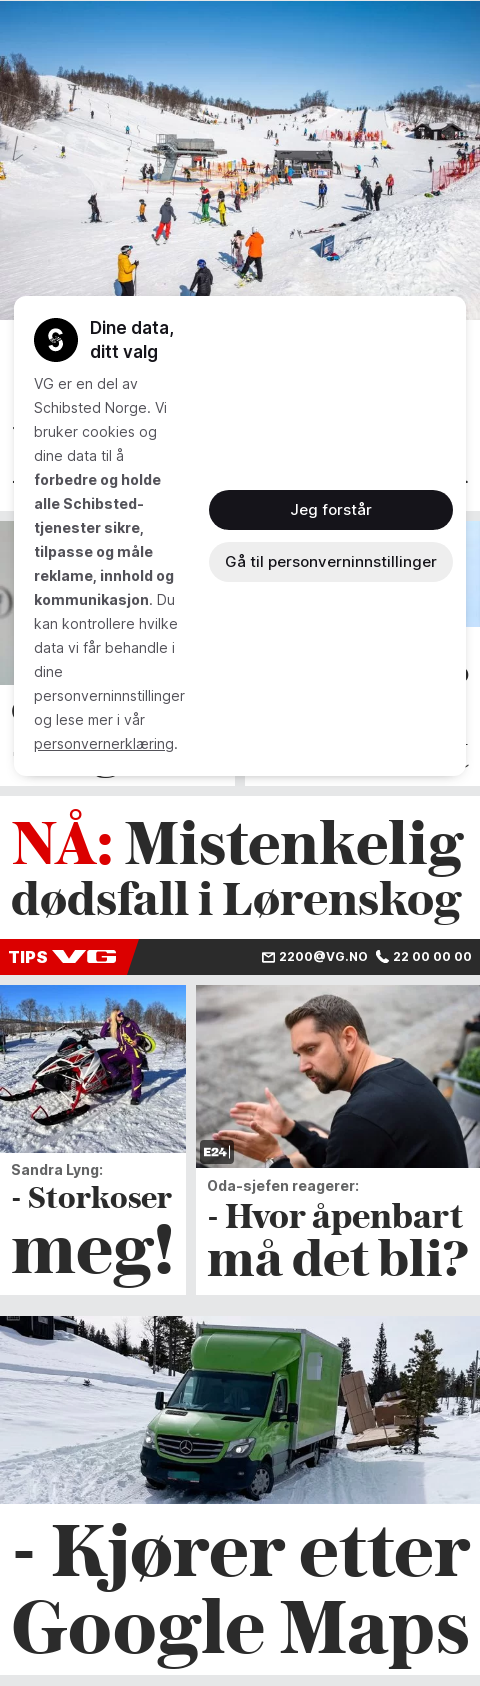 Dine data,
ditt valg
VG er en del av
Schibsted Norge. Vi
bruker cookies og
dine data til å
forbedre og holde
alle Schibsted-
tjenester sikre,
tilpasse og måle
reklame, innhold og
kommunikasjon. Du
kan kontrollere hvilke
data vi får behandle i
dine
personverninnstillinger
og lese mer i vår
personvernerklæring.
Jeg forstår
Gå til personverninnstillinger
NÅ: Mistenkelig
dødsfall i Lørenskog
TIPS VG 2200@VG.NO 22 00 00 00
Sandra Lyng:
- Storkoser
meg!
E24
Oda-sjefen reagerer:
- Hvor åpenbart
må det bli?
- Kjører etter
Google Maps